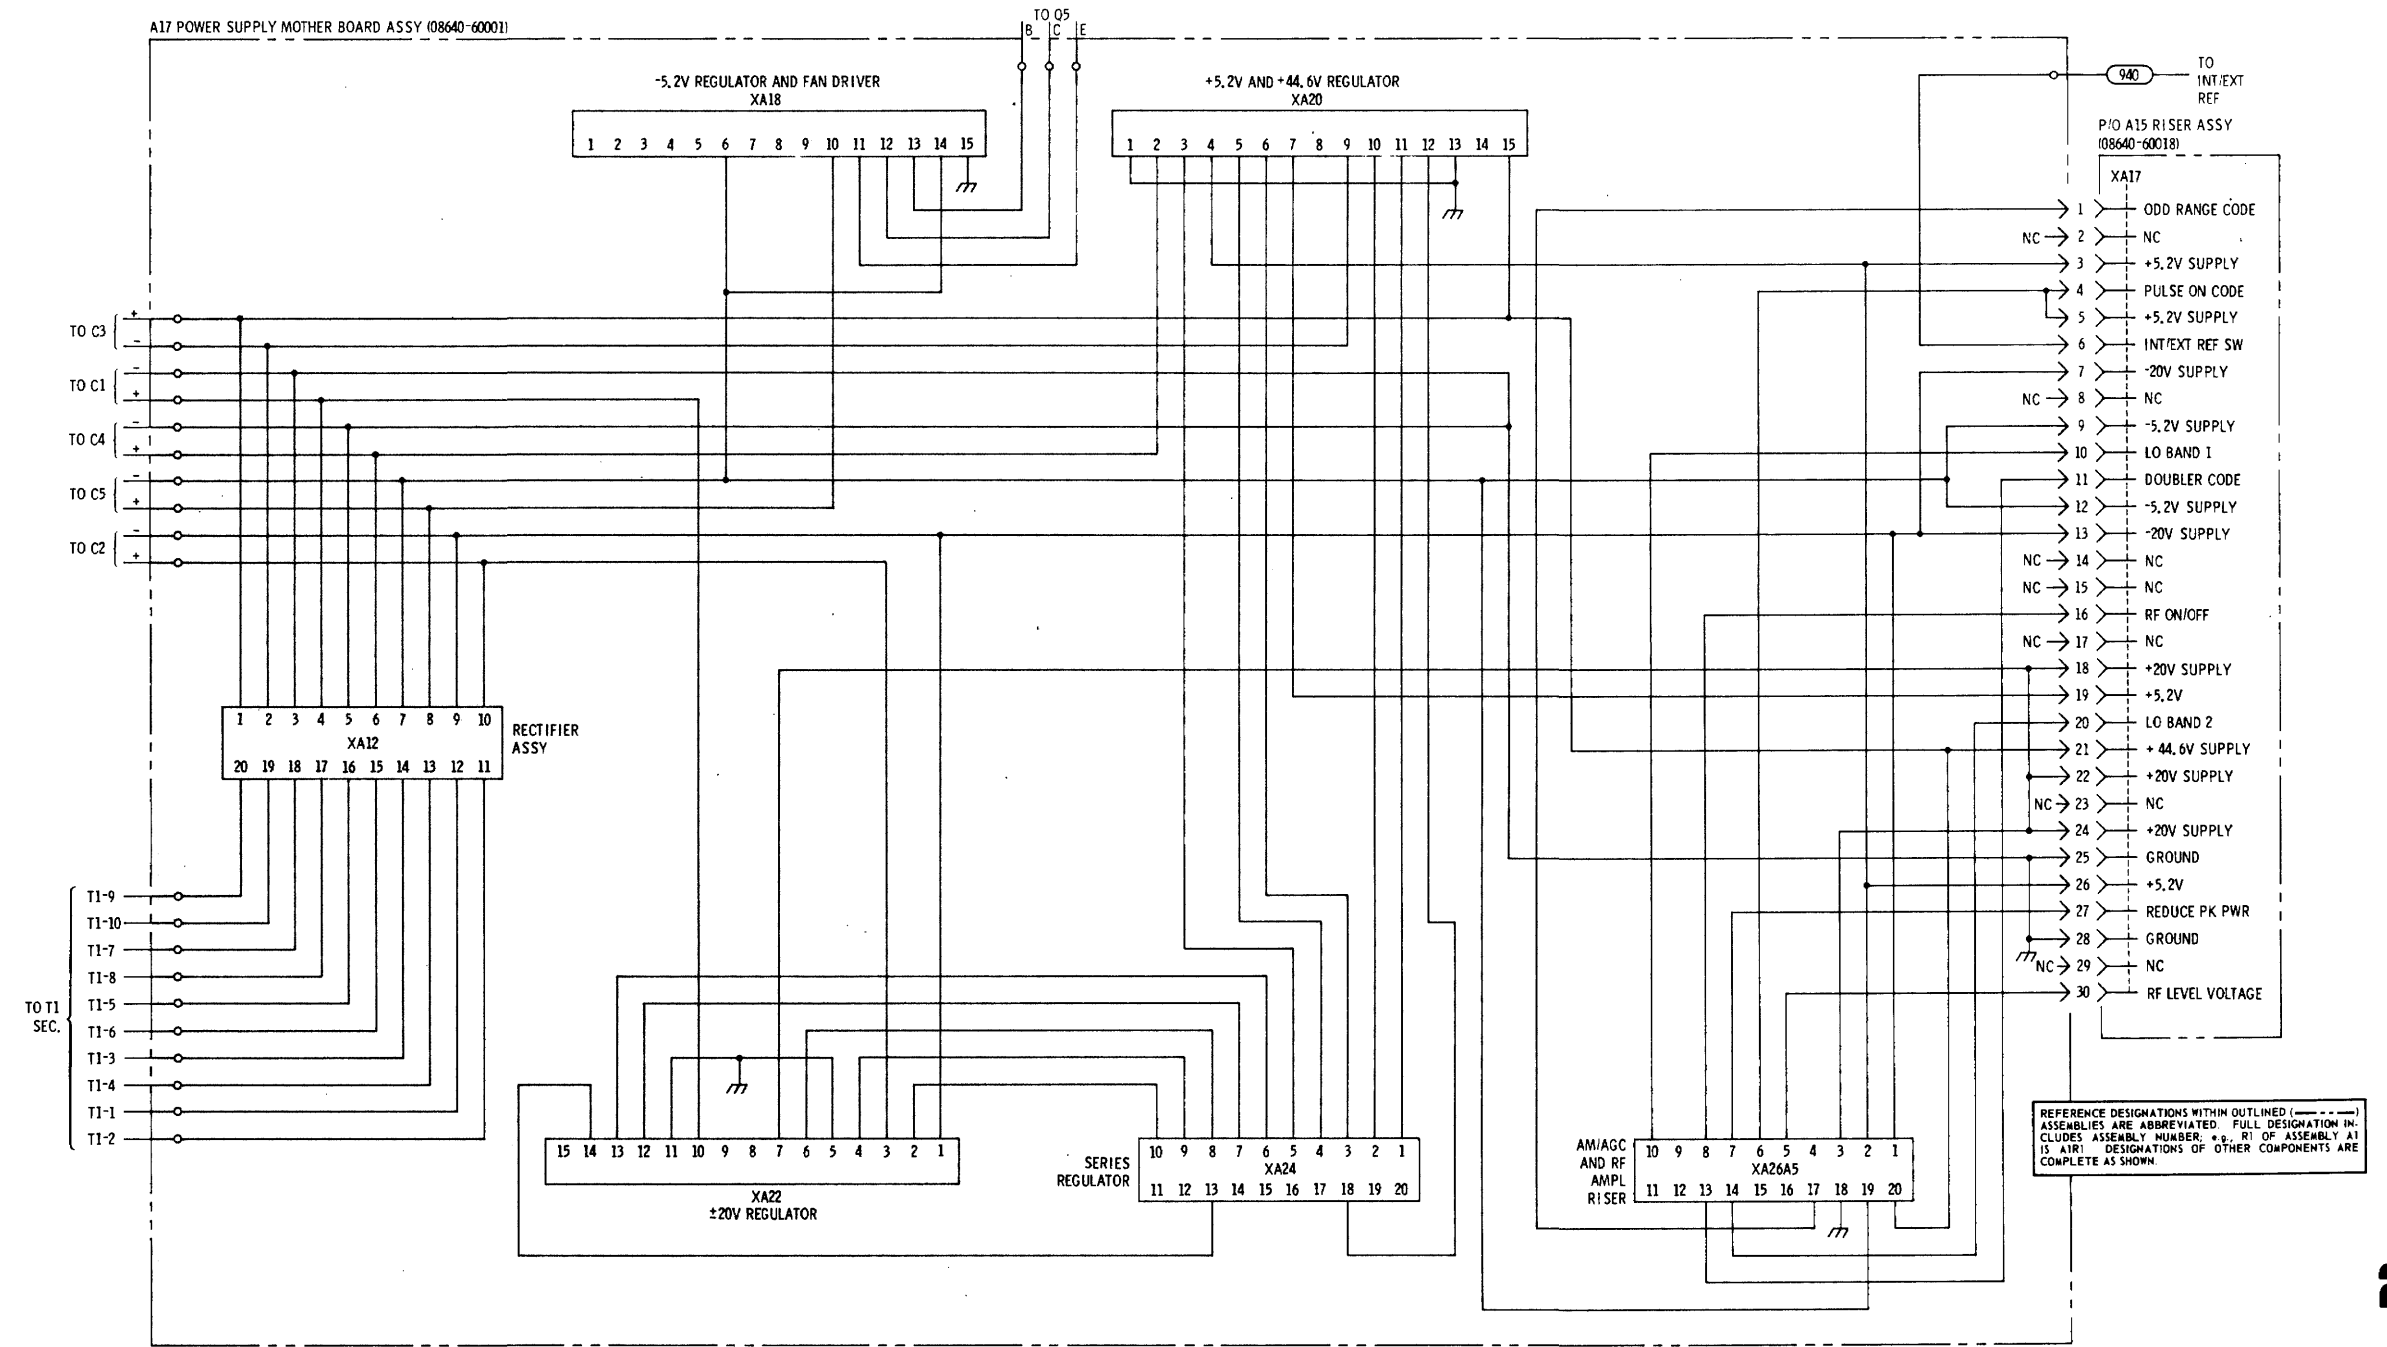 A17 POWER SUPPLY MOTHER BOARD ASSY (08640-60001)
TO Q5
B C E
-5.2V REGULATOR AND FAN DRIVER
XA18
1 2 3 4 5 6 7 8 9 10 11 12 13 14 15
+5.2V AND +44.6V REGULATOR
XA20
1 2 3 4 5 6 7 8 9 10 11 12 13 14 15
940
TO
INT/EXT
REF
P/O A15 RISER ASSY
(08640-60018)
XA17
1 ODD RANGE CODE
NC 2 NC
3 +5.2V SUPPLY
4 PULSE ON CODE
5 +5.2V SUPPLY
6 INT/EXT REF SW
7 -20V SUPPLY
NC 8 NC
9 -5.2V SUPPLY
10 LO BAND 1
11 DOUBLER CODE
12 -5.2V SUPPLY
13 -20V SUPPLY
NC 14 NC
NC 15 NC
16 RF ON/OFF
NC 17 NC
18 +20V SUPPLY
19 +5.2V
20 LO BAND 2
21 + 44.6V SUPPLY
22 +20V SUPPLY
NC 23 NC
24 +20V SUPPLY
25 GROUND
26 +5.2V
27 REDUCE PK PWR
28 GROUND
NC 29 NC
30 RF LEVEL VOLTAGE
TO C3 + -
TO C1 - +
TO C4 - +
TO C5 - +
TO C2 - +
1 2 3 4 5 6 7 8 9 10
XA12
20 19 18 17 16 15 14 13 12 11
RECTIFIER
ASSY
TO T1
SEC.
T1-9
T1-10
T1-7
T1-8
T1-5
T1-6
T1-3
T1-4
T1-1
T1-2
15 14 13 12 11 10 9 8 7 6 5 4 3 2 1
XA22
±20V REGULATOR
SERIES
REGULATOR
10 9 8 7 6 5 4 3 2 1
XA24
11 12 13 14 15 16 17 18 19 20
AM/AGC
AND RF
AMPL
RISER
10 9 8 7 6 5 4 3 2 1
XA26A5
11 12 13 14 15 16 17 18 19 20
REFERENCE DESIGNATIONS WITHIN OUTLINED (— - - —)
ASSEMBLIES ARE ABBREVIATED. FULL DESIGNATION IN-
CLUDES ASSEMBLY NUMBER; e.g., R1 OF ASSEMBLY A1
IS A1R1 DESIGNATIONS OF OTHER COMPONENTS ARE
COMPLETE AS SHOWN.